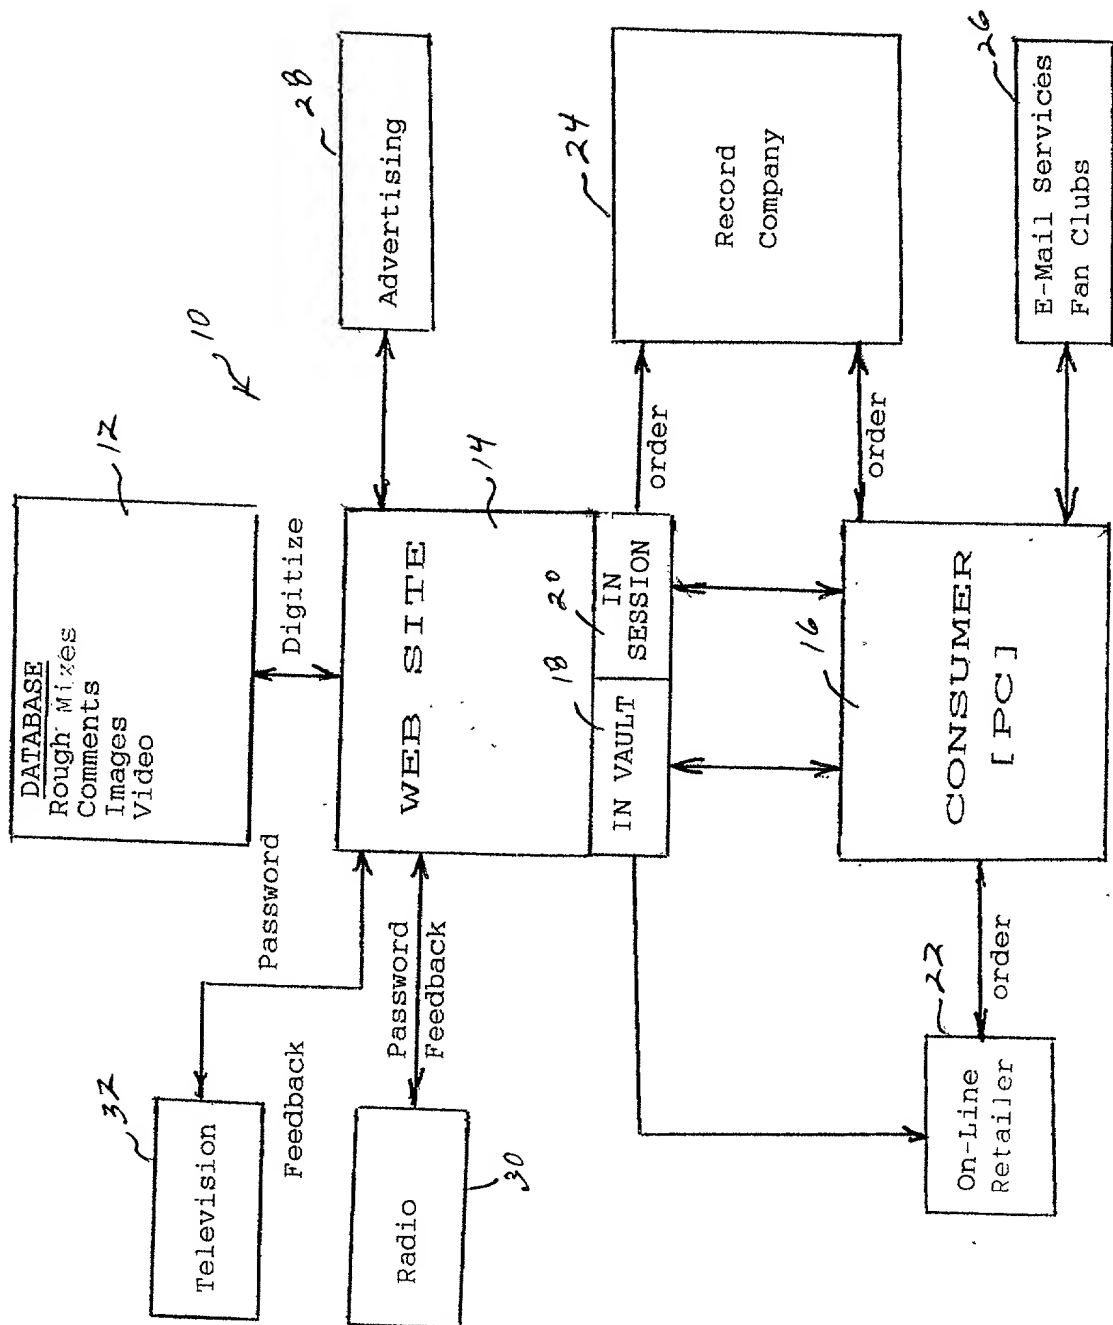 DATABASE
Rough Mixes
Comments
Images
Video
12
10
Digitize
Password
Television
32
Feedback
Password
Feedback
Radio
30
WEB SITE
14
Advertising
28
IN VAULT
18
IN
SESSION
20
order
Record
Company
24
CONSUMER
[PC]
16
order
order
On-Line
Retailer
22
E-Mail Services
Fan Clubs
26